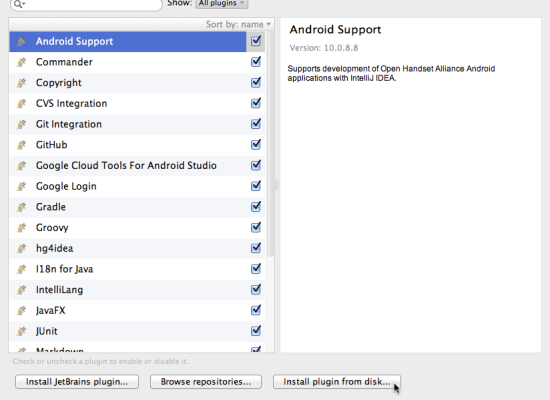 Show: All plugins
Sort by: name
Android Support
Commander
Copyright
CVS Integration
Git Integration
GitHub
Google Cloud Tools For Android Studio
Google Login
Gradle
Groovy
hg4idea
I18n for Java
IntelliLang
JavaFX
JUnit
Markdown
Android Support
Version: 10.0.8.8
Supports development of Open Handset Alliance Android
applications with IntelliJ IDEA.
Check or uncheck a plugin to enable or disable it.
Install JetBrains plugin...
Browse repositories...
Install plugin from disk...